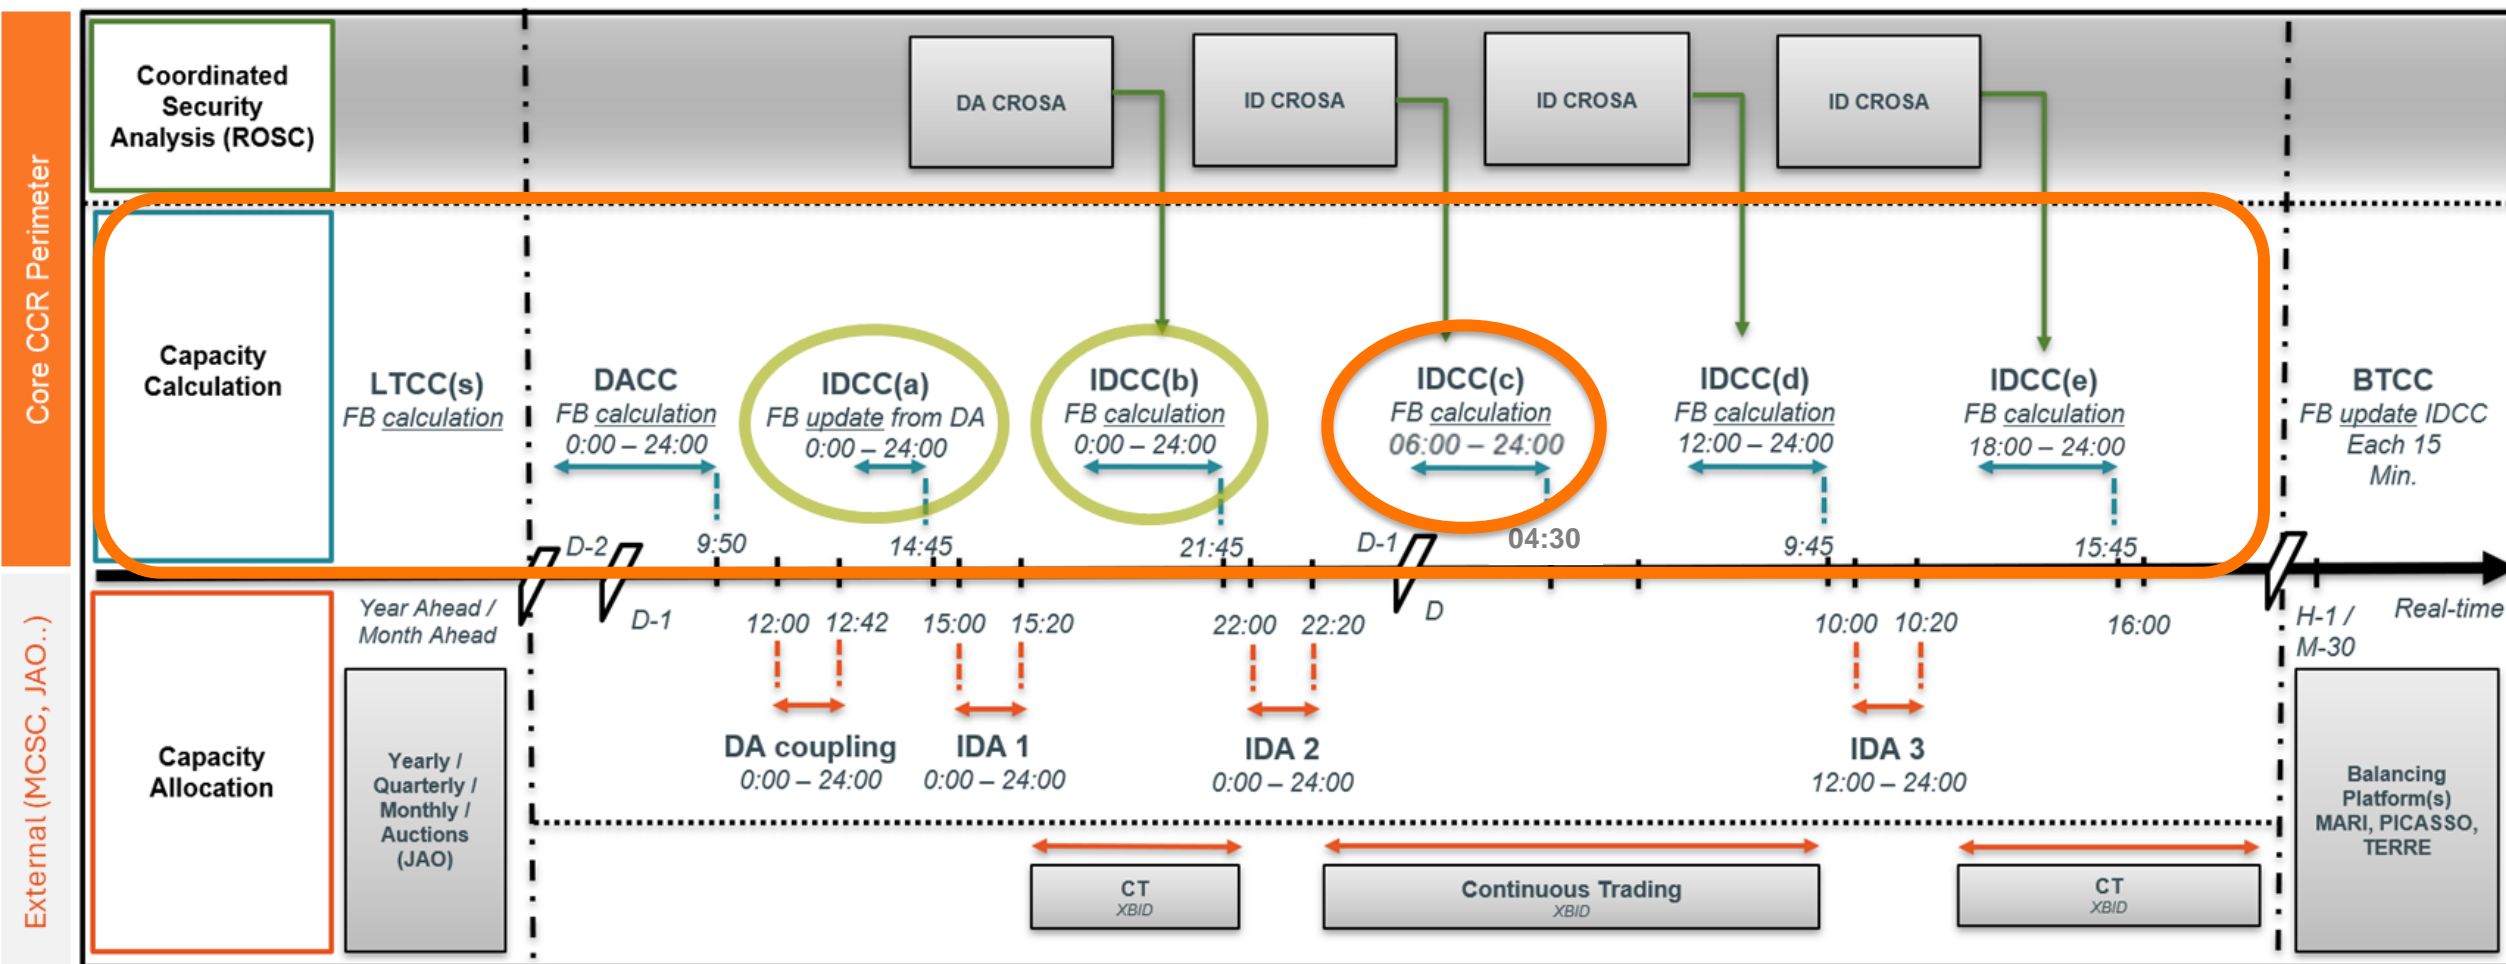 Core CCR Perimeter
External (MCSC, JAO..)
Coordinated
Security
Analysis (ROSC)
DA CROSA
ID CROSA
ID CROSA
ID CROSA
Capacity
Calculation
LTCC(s)
FB calculation
DACC
FB calculation
0:00 – 24:00
IDCC(a)
FB update from DA
0:00 – 24:00
IDCC(b)
FB calculation
0:00 – 24:00
IDCC(c)
FB calculation
06:00 – 24:00
IDCC(d)
FB calculation
12:00 – 24:00
IDCC(e)
FB calculation
18:00 – 24:00
BTCC
FB update IDCC
Each 15
Min.
D-2
9:50
14:45
21:45
D-1
04:30
9:45
15:45
Year Ahead /
Month Ahead
D-1
12:00
12:42
15:00
15:20
22:00
22:20
D
10:00
10:20
16:00
H-1 /
M-30
Real-time
Capacity
Allocation
Yearly /
Quarterly /
Monthly /
Auctions
(JAO)
DA coupling
0:00 – 24:00
IDA 1
0:00 – 24:00
IDA 2
0:00 – 24:00
IDA 3
12:00 – 24:00
CT
XBID
Continuous Trading
XBID
CT
XBID
Balancing
Platform(s)
MARI, PICASSO,
TERRE